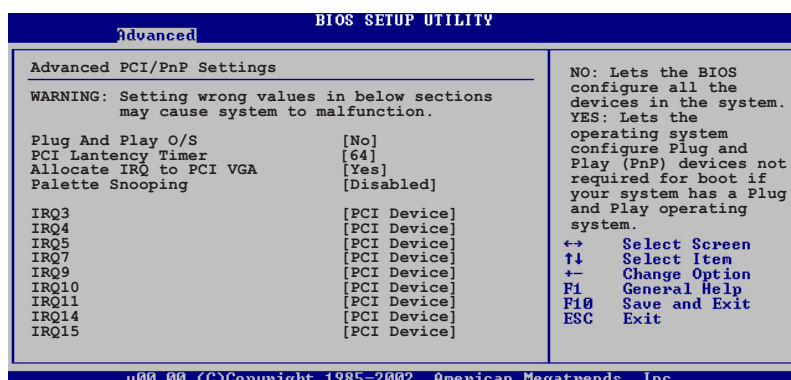 BIOS SETUP UTILITY
Advanced
Advanced PCI/PnP Settings
WARNING: Setting wrong values in below sections
may cause system to malfunction.
Plug And Play O/S [No]
PCI Lantency Timer [64]
Allocate IRQ to PCI VGA [Yes]
Palette Snooping [Disabled]
IRQ3 [PCI Device]
IRQ4 [PCI Device]
IRQ5 [PCI Device]
IRQ7 [PCI Device]
IRQ9 [PCI Device]
IRQ10 [PCI Device]
IRQ11 [PCI Device]
IRQ14 [PCI Device]
IRQ15 [PCI Device]
NO: Lets the BIOS
configure all the
devices in the system.
YES: Lets the
operating system
configure Plug and
Play (PnP) devices not
required for boot if
your system has a Plug
and Play operating
system.
↔ Select Screen
↑↓ Select Item
+- Change Option
F1 General Help
F10 Save and Exit
ESC Exit
v00.00 (C)Copyright 1985-2002, American Megatrends, Inc.